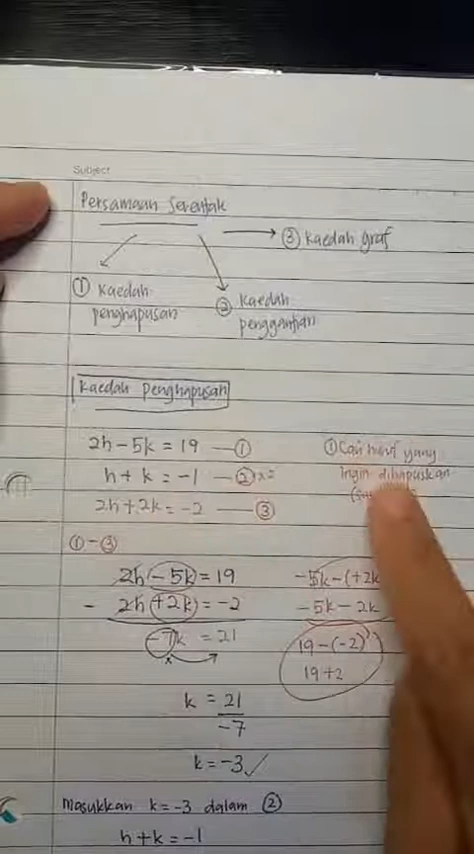 Subject
Persamaan Serentak
③ Kaedah graf
① Kaedah penghapusan
② Kaedah penggantian
Kaedah Penghapusan
2h - 5k = 19 — ①
h + k = -1 — ② x2
2h + 2k = -2 — ③
① Cari huruf yang
ingin dihapuskan
① - ③
2h - 5k = 19
- 2h + 2k = -2
-7k = 21
-5k - (+2k
-5k - 2k
19 - (-2)
19 + 2
k = 21
-7
k = -3 ✓
Masukkan k = -3 dalam ②
h + k = -1